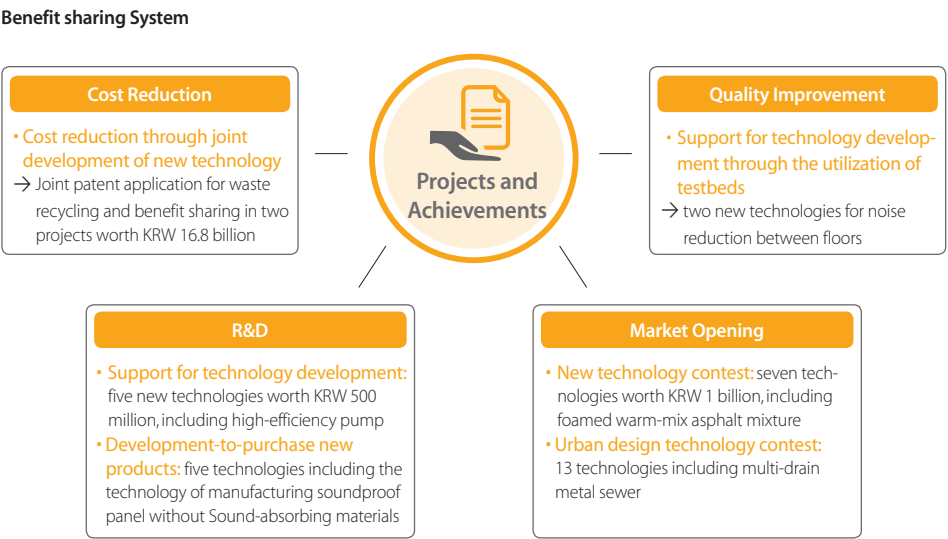 Benefit sharing System
Cost Reduction
• Cost reduction through joint
development of new technology
→ Joint patent application for waste
recycling and benefit sharing in two
projects worth KRW 16.8 billion
Projects and
Achievements
Quality Improvement
• Support for technology develop-
ment through the utilization of
testbeds
→ two new technologies for noise
reduction between floors
R&D
• Support for technology development:
five new technologies worth KRW 500
million, including high-efficiency pump
• Development-to-purchase new
products: five technologies including the
technology of manufacturing soundproof
panel without Sound-absorbing materials
Market Opening
• New technology contest: seven tech-
nologies worth KRW 1 billion, including
foamed warm-mix asphalt mixture
• Urban design technology contest:
13 technologies including multi-drain
metal sewer